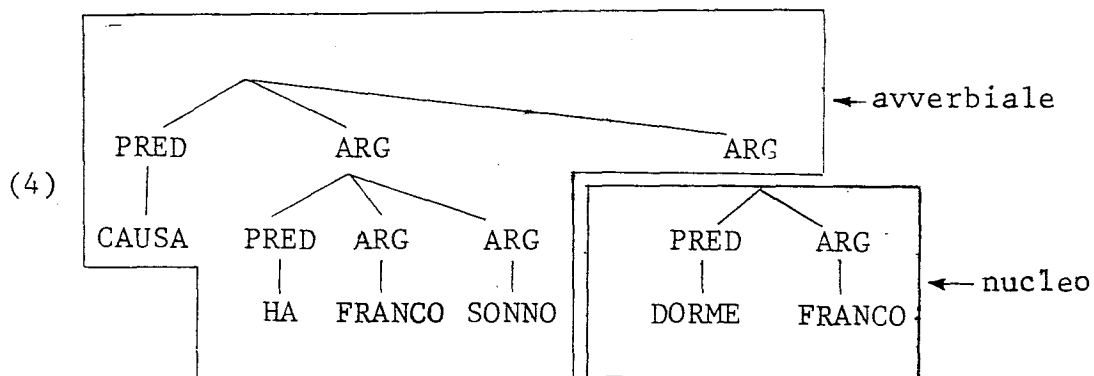 avverbiale
PRED ARG ARG
(4)
CAUSA PRED ARG ARG PRED ARG
nucleo
HA FRANCO SONNO DORME FRANCO